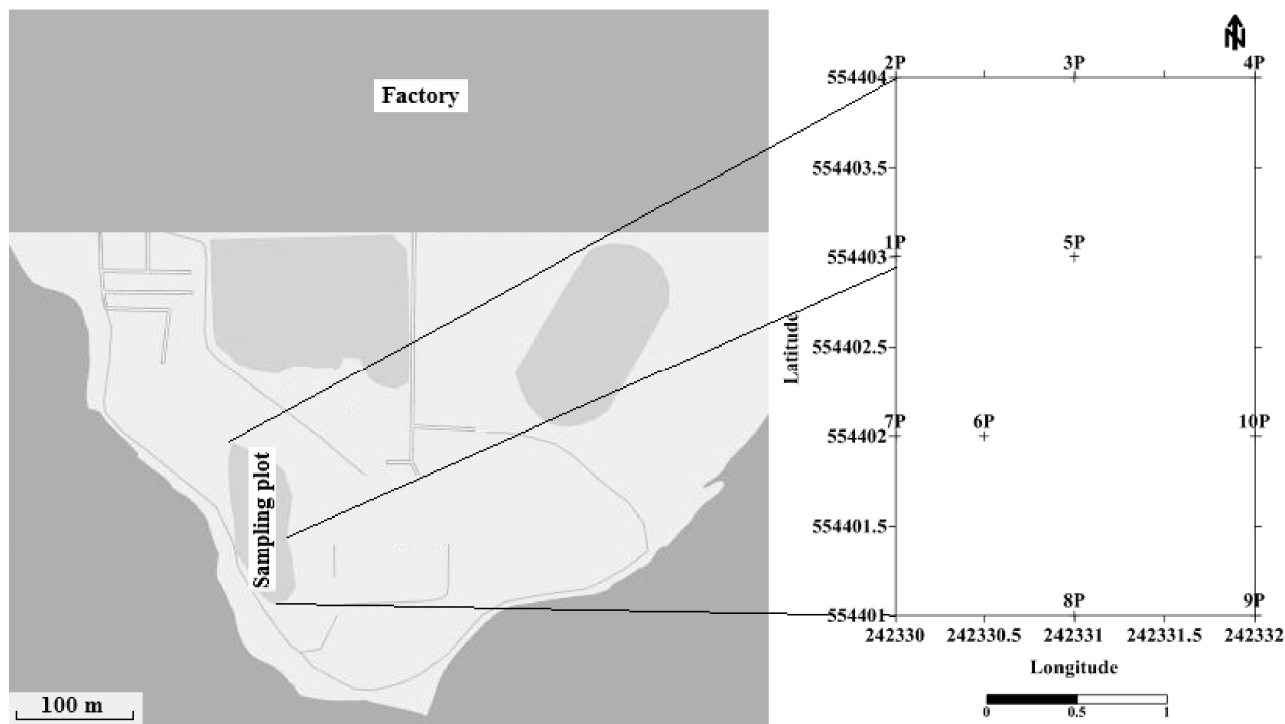 Factory
Sampling plot
100 m
N
2P 3P 4P
554404
554403.5
1P 5P
554403
Latitude
554402.5
7P 6P 10P
554402
554401.5
8P 9P
554401
242330 242330.5 242331 242331.5 242332
Longitude
0 0.5 1